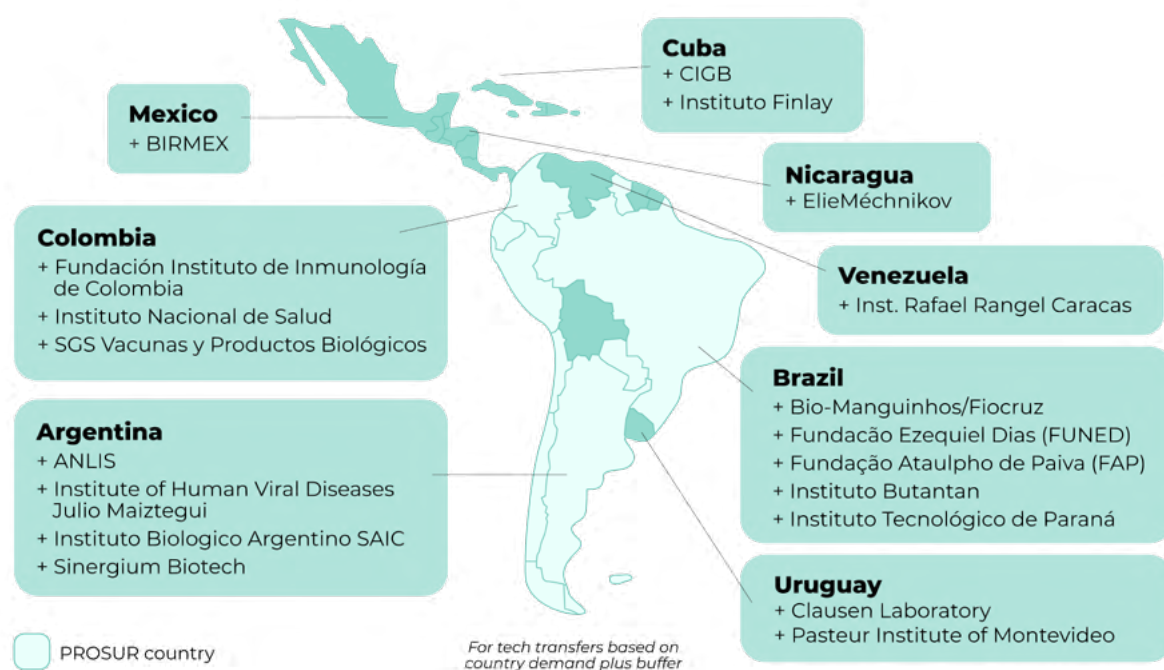 Cuba
+ CIGB
+ Instituto Finlay
Mexico
+ BIRMEX
Nicaragua
+ ElieMéchnikov
Colombia
+ Fundación Instituto de Inmunología
de Colombia
+ Instituto Nacional de Salud
+ SGS Vacunas y Productos Biológicos
Venezuela
+ Inst. Rafael Rangel Caracas
Brazil
+ Bio-Manguinhos/Fiocruz
+ Fundacão Ezequiel Dias (FUNED)
+ Fundação Ataulpho de Paiva (FAP)
+ Instituto Butantan
+ Instituto Tecnológico de Paraná
Argentina
+ ANLIS
+ Institute of Human Viral Diseases
Julio Maiztegui
+ Instituto Biologico Argentino SAIC
+ Sinergium Biotech
Uruguay
+ Clausen Laboratory
+ Pasteur Institute of Montevideo
PROSUR country
For tech transfers based on
country demand plus buffer